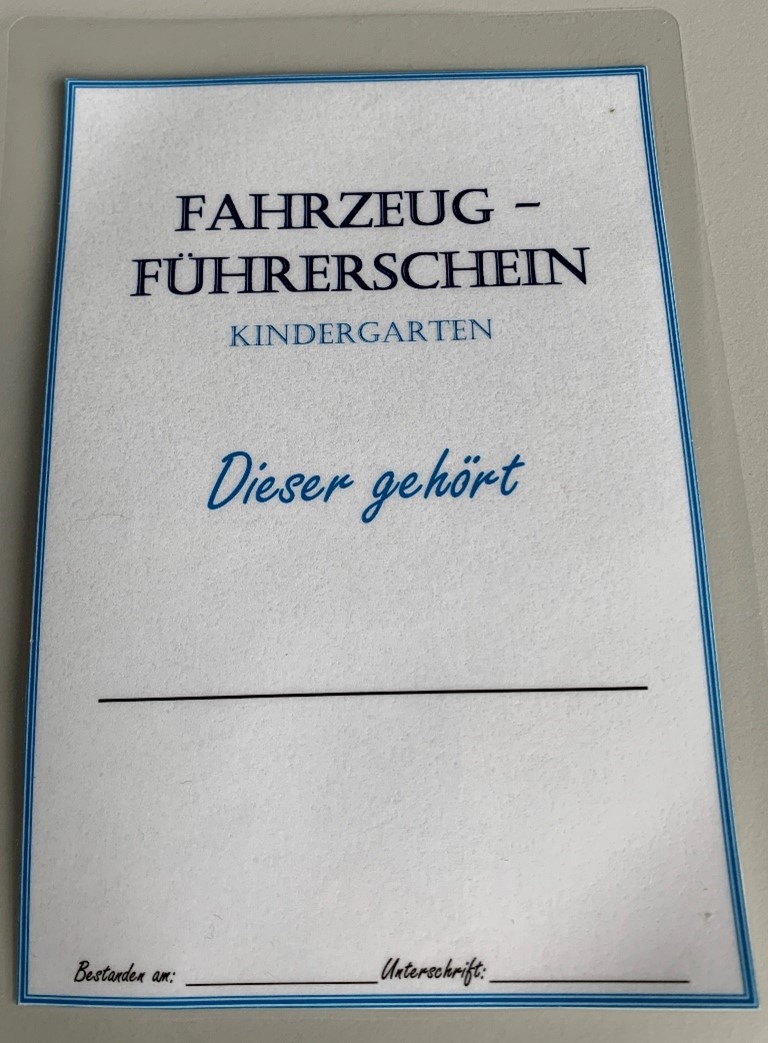 FAHRZEUG –
FÜHRERSCHEIN
KINDERGARTEN
Dieser gehört
Bestanden am: Unterschrift: